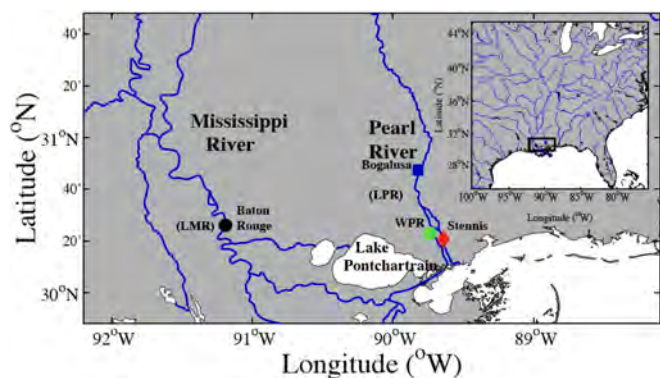 40'
20'
31°N
40'
20'
30°N
Latitude (°N)
92°W
91°W
90°W
89°W
Longitude (°W)
Mississippi
River
Pearl
River
Bogalusa
(LPR)
Baton
(LMR)
Rouge
WPR
Stennis
Lake
Pontchartrain
44°N
40°N
36°N
32°N
28°N
Latitude (°N)
100°W
95°W
90°W
85°W
80°W
Longitude (°W)